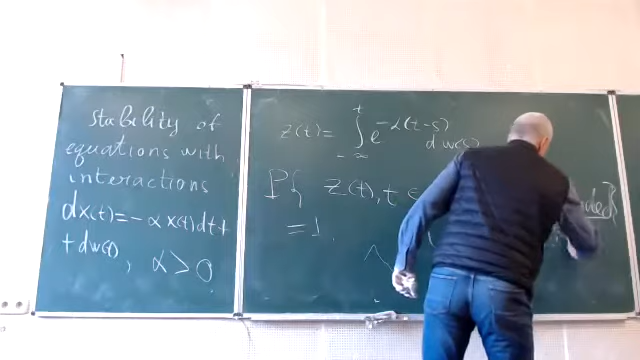 stability of
equations with
interactions
dx(t)=-α x(t)dt+
+dw(t), α>0
z(t)= ∫_{-∞}^{t} e^{-α(t-s)} dw(s)
P{ z(t), t ∈
=1.